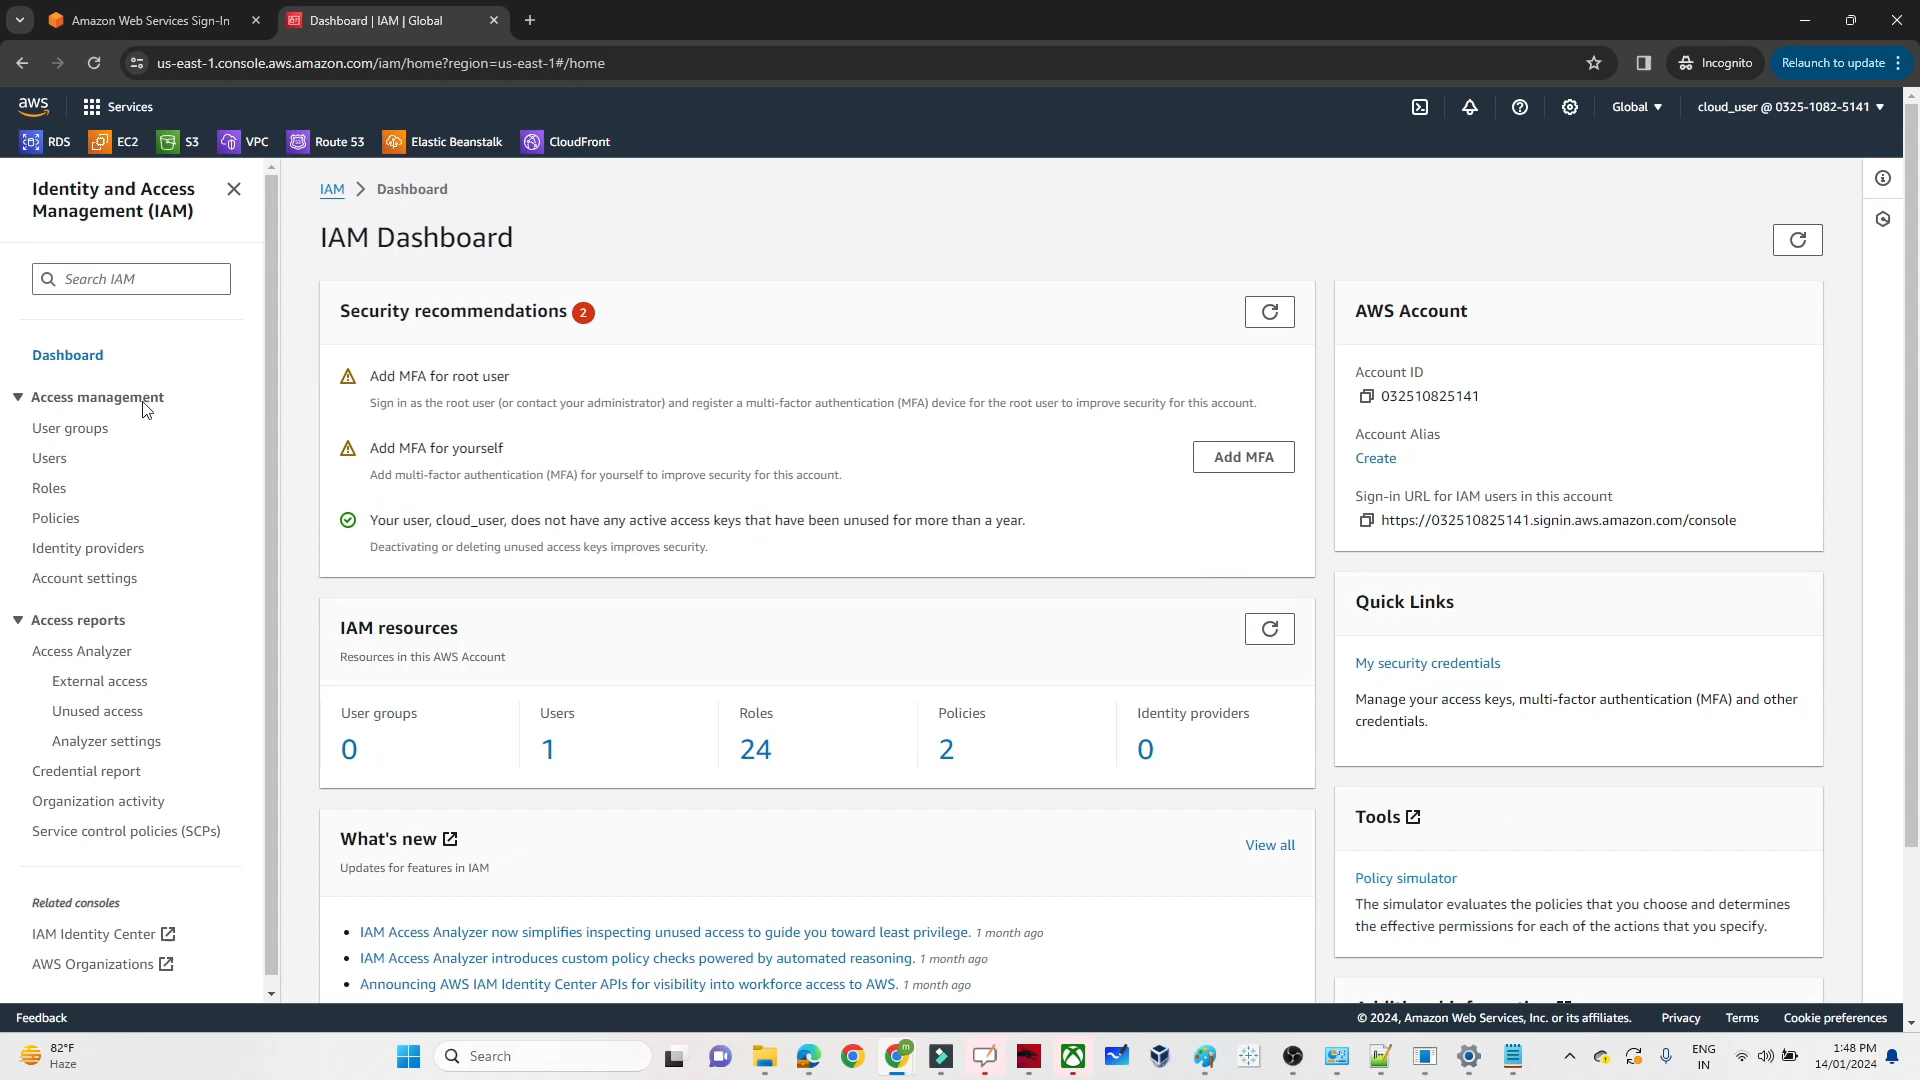 Amazon Web Services Sign-In
Dashboard | IAM | Global
us-east-1.console.aws.amazon.com/iam/home?region=us-east-1#/home
Incognito
Relaunch to update
aws
Services
Global
cloud_user @ 0325-1082-5141
RDS
EC2
S3
VPC
Route 53
Elastic Beanstalk
CloudFront
Identity and Access
Management (IAM)
Search IAM
Dashboard
Access management
User groups
Users
Roles
Policies
Identity providers
Account settings
Access reports
Access Analyzer
External access
Unused access
Analyzer settings
Credential report
Organization activity
Service control policies (SCPs)
Related consoles
IAM Identity Center
AWS Organizations
IAM
Dashboard
IAM Dashboard
Security recommendations 2
Add MFA for root user
Sign in as the root user (or contact your administrator) and register a multi-factor authentication (MFA) device for the root user to improve security for this account.
Add MFA for yourself
Add multi-factor authentication (MFA) for yourself to improve security for this account.
Add MFA
Your user, cloud_user, does not have any active access keys that have been unused for more than a year.
Deactivating or deleting unused access keys improves security.
IAM resources
Resources in this AWS Account
User groups
0
Users
1
Roles
24
Policies
2
Identity providers
0
What's new
View all
Updates for features in IAM
IAM Access Analyzer now simplifies inspecting unused access to guide you toward least privilege. 1 month ago
IAM Access Analyzer introduces custom policy checks powered by automated reasoning. 1 month ago
Announcing AWS IAM Identity Center APIs for visibility into workforce access to AWS. 1 month ago
AWS Account
Account ID
032510825141
Account Alias
Create
Sign-in URL for IAM users in this account
https://032510825141.signin.aws.amazon.com/console
Quick Links
My security credentials
Manage your access keys, multi-factor authentication (MFA) and other
credentials.
Tools
Policy simulator
The simulator evaluates the policies that you choose and determines
the effective permissions for each of the actions that you specify.
Feedback
© 2024, Amazon Web Services, Inc. or its affiliates.
Privacy
Terms
Cookie preferences
82°F
Haze
Search
m
ENG
IN
1:48 PM
14/01/2024